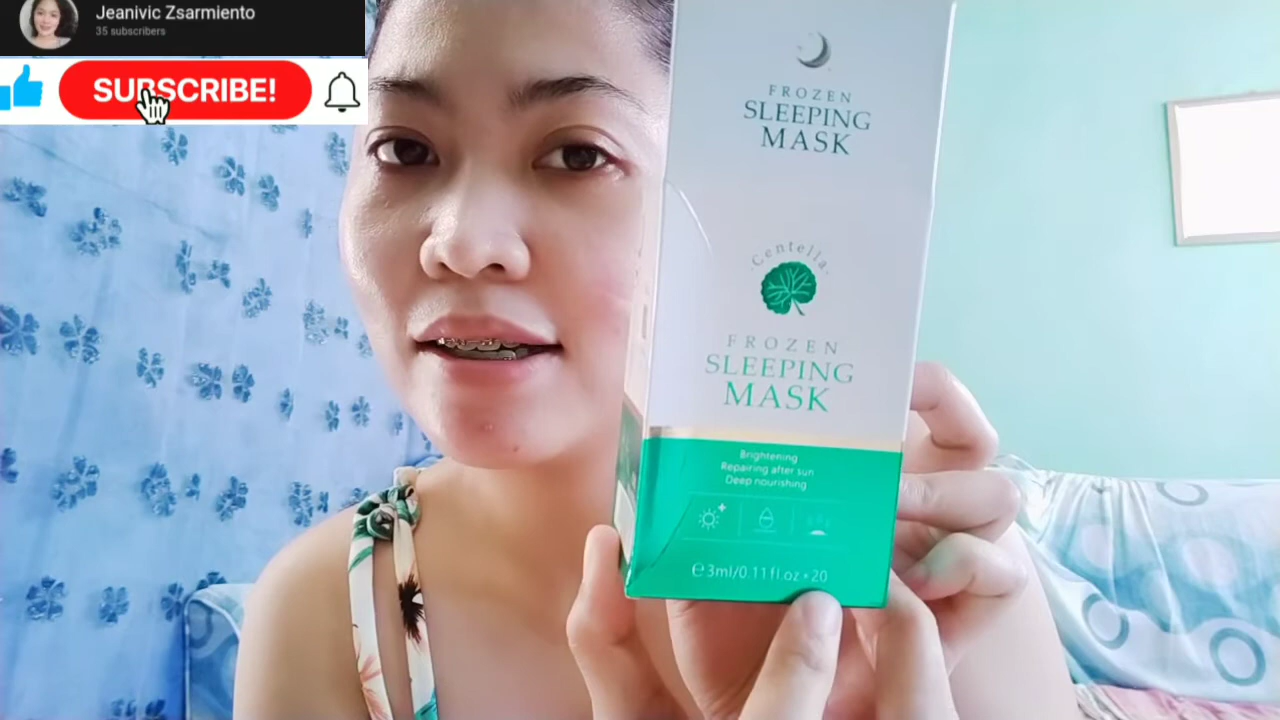 Jeanivic Zsarmiento
35 subscribers
SUBSCRIBE!
FROZEN
SLEEPING
MASK
Centella
FROZEN
SLEEPING
MASK
Brightening
Repairing after sun
Deep nourishing
℮3ml/0.11fl.oz*20